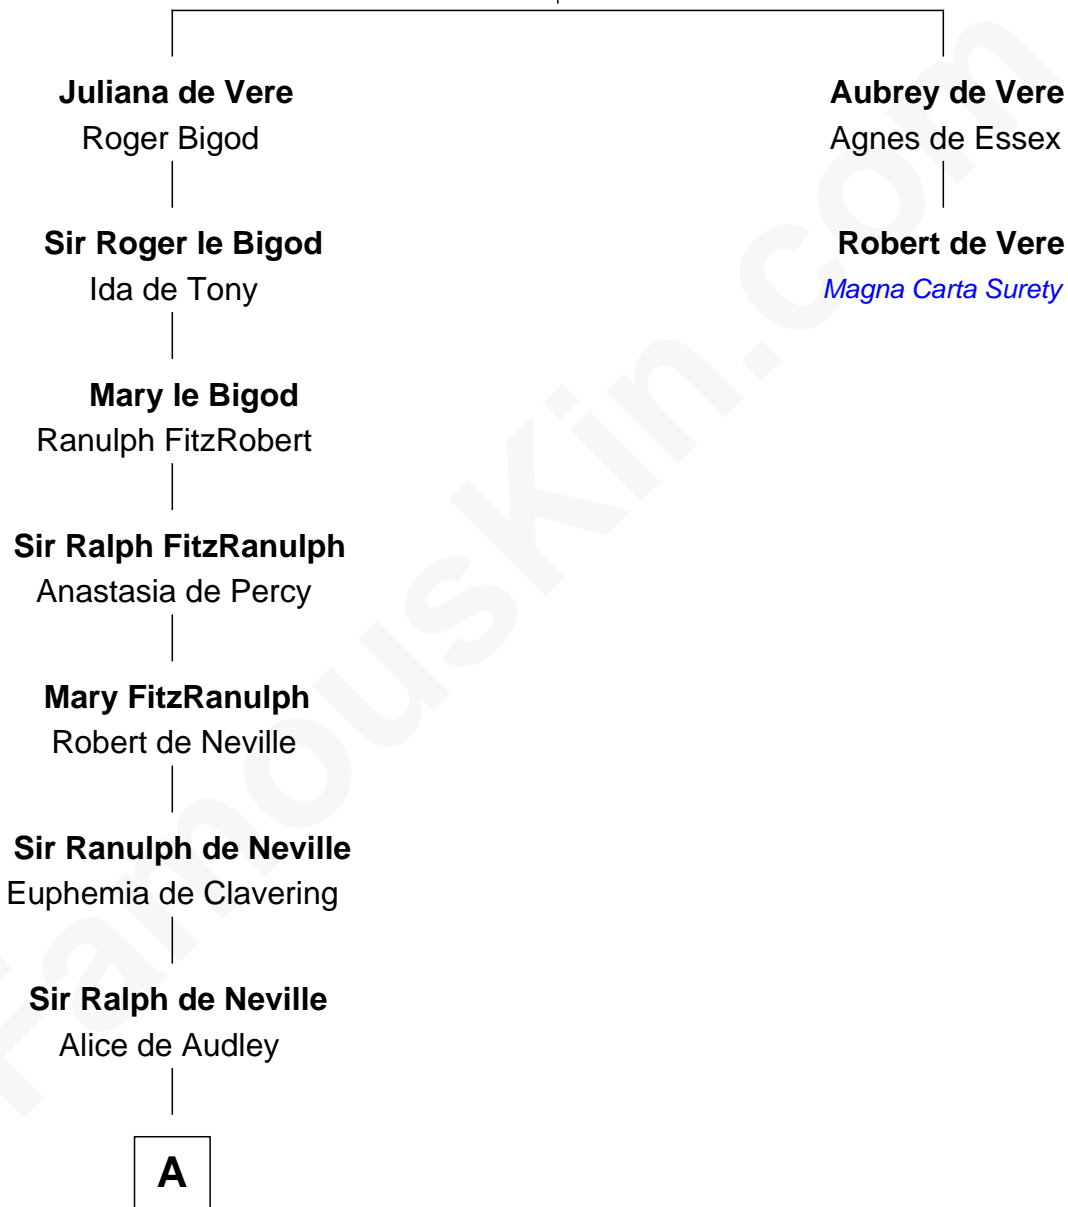 Juliana de Vere
Roger Bigod
Aubrey de Vere
Agnes de Essex
Sir Roger le Bigod
Ida de Tony
Robert de Vere
Magna Carta Surety
Mary le Bigod
Ranulph FitzRobert
Sir Ralph FitzRanulph
Anastasia de Percy
Mary FitzRanulph
Robert de Neville
Sir Ranulph de Neville
Euphemia de Clavering
Sir Ralph de Neville
Alice de Audley
A
FamousKin.com